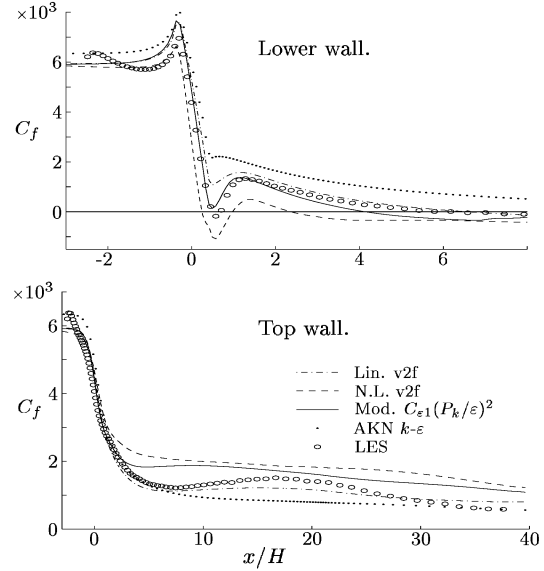 ×10³
Lower wall.
6
C_f
4
2
0
-2 0 2 4 6
×10³
6
Top wall.
Lin. v2f
N.L. v2f
C_f
4
Mod. C_ε1(P_k/ε)²
AKN k-ε
LES
2
0
0 10 20 30 40
x/H